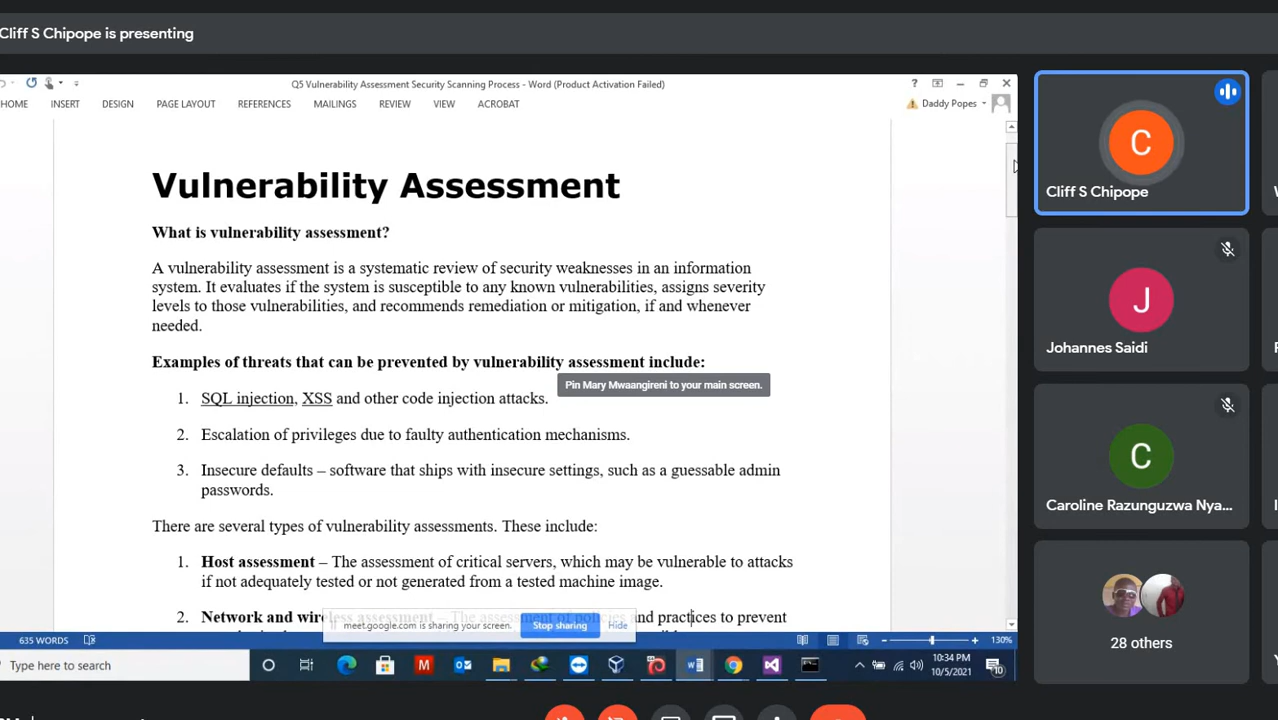 Cliff S Chipope is presenting
Q5 Vulnerability Assessment Security Scanning Process - Word (Product Activation Failed)
HOME INSERT DESIGN PAGE LAYOUT REFERENCES MAILINGS REVIEW VIEW ACROBAT Daddy Popes
Vulnerability Assessment
What is vulnerability assessment?
A vulnerability assessment is a systematic review of security weaknesses in an information
system. It evaluates if the system is susceptible to any known vulnerabilities, assigns severity
levels to those vulnerabilities, and recommends remediation or mitigation, if and whenever
needed.
Examples of threats that can be prevented by vulnerability assessment include:
Pin Mary Mwaangireni to your main screen.
1. SQL injection, XSS and other code injection attacks.
2. Escalation of privileges due to faulty authentication mechanisms.
3. Insecure defaults – software that ships with insecure settings, such as a guessable admin
passwords.
There are several types of vulnerability assessments. These include:
1. Host assessment – The assessment of critical servers, which may be vulnerable to attacks
if not adequately tested or not generated from a tested machine image.
2. Network and wireless assessment – The assessment of policies and practices to prevent
meet.google.com is sharing your screen. Stop sharing Hide
635 WORDS
130%
Type here to search
10:34 PM
10/5/2021
10
C
Cliff S Chipope
J
Johannes Saidi
C
Caroline Razunguzwa Nya...
28 others